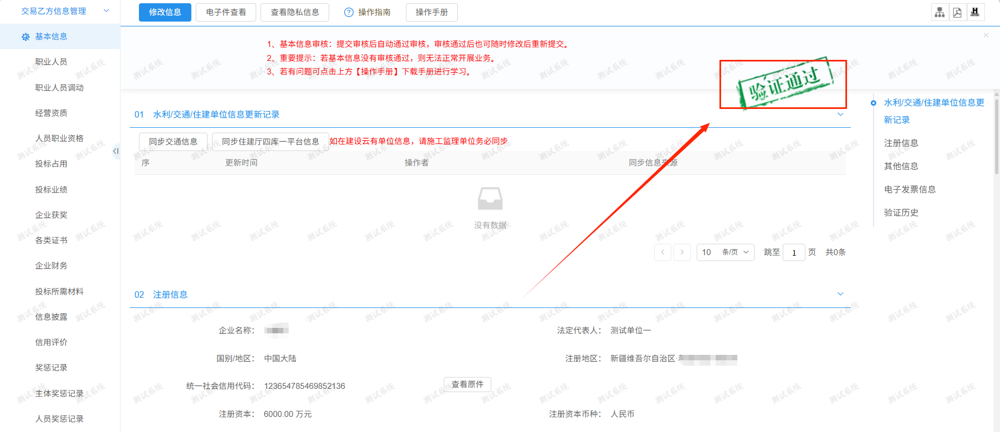 交易乙方信息管理
修改信息 电子件查看 查看隐私信息 操作指南 操作手册
基本信息
职业人员
职业人员调动
经营资质
人员职业资格
投标占用
投标业绩
企业获奖
各类证书
企业财务
投标所需材料
信息披露
信用评价
奖惩记录
主体奖惩记录
人员奖惩记录
1、基本信息审核：提交审核后自动通过审核，审核通过后也可随时修改后重新提交。
2、重要提示：若基本信息没有审核通过，则无法正常开展业务。
3、若有问题可点击上方【操作手册】下载手册进行学习。
验证通过
01 水利/交通/住建单位信息更新记录
同步交通信息 同步住建厅四库一平台信息 如在建设云有单位信息，请施工监理单位务必同步
序 更新时间 操作者 同步信息来源
没有数据
10 条/页 跳至 1 页 共0条
02 注册信息
企业名称： 法定代表人： 测试单位一
国别/地区： 中国大陆 注册地区： 新疆维吾尔自治区·
统一社会信用代码： 123654785469852136 查看原件
注册资本： 6000.00 万元 注册资本币种： 人民币
水利/交通/住建单位信息更
新记录
注册信息
其他信息
电子发票信息
验证历史
测试系统